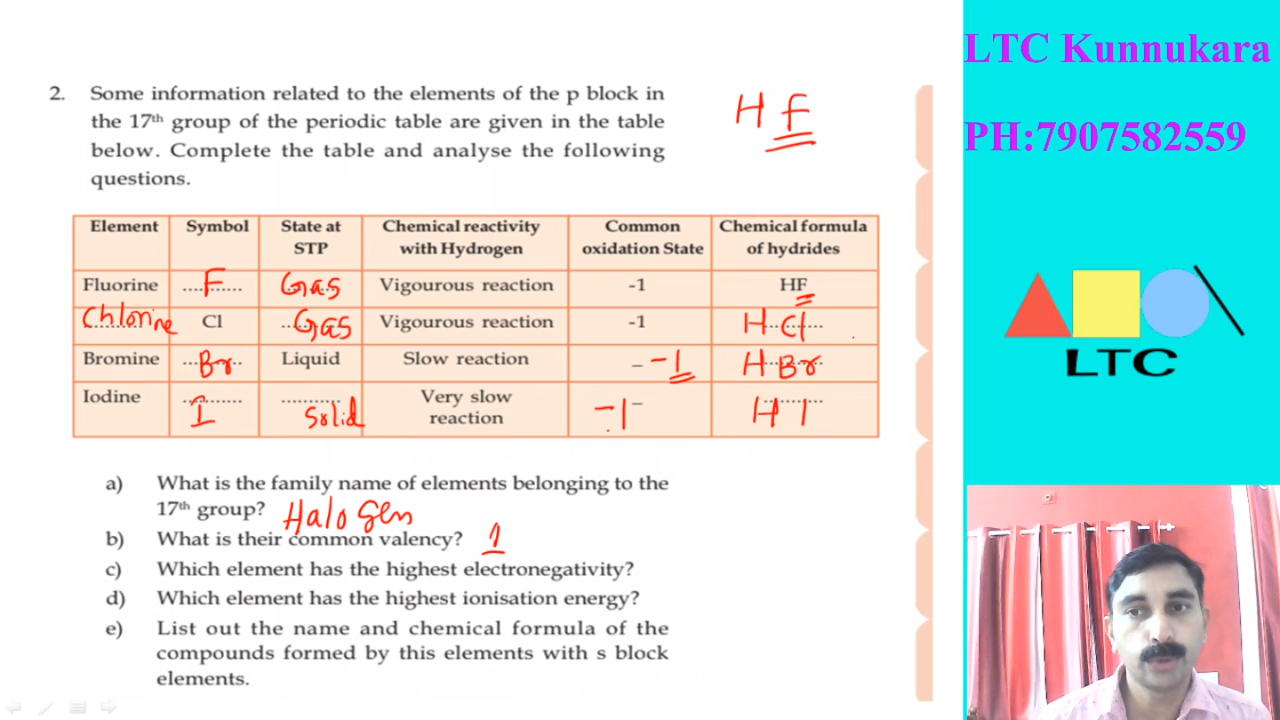 LTC Kunnukara
PH:7907582559
2. Some information related to the elements of the p block in
the 17th group of the periodic table are given in the table
below. Complete the table and analyse the following
questions.
H F
Element Symbol State at STP Chemical reactivity with Hydrogen Common oxidation State Chemical formula of hydrides
Fluorine F Gas Vigourous reaction -1 HF
Chlorine Cl Gas Vigourous reaction -1 HCl
Bromine Br Liquid Slow reaction – -1 HBr
Iodine I Solid Very slow reaction -1 – HI
LTC
a) What is the family name of elements belonging to the
17th group? Halogen
b) What is their common valency? 1
c) Which element has the highest electronegativity?
d) Which element has the highest ionisation energy?
e) List out the name and chemical formula of the
compounds formed by this elements with s block
elements.